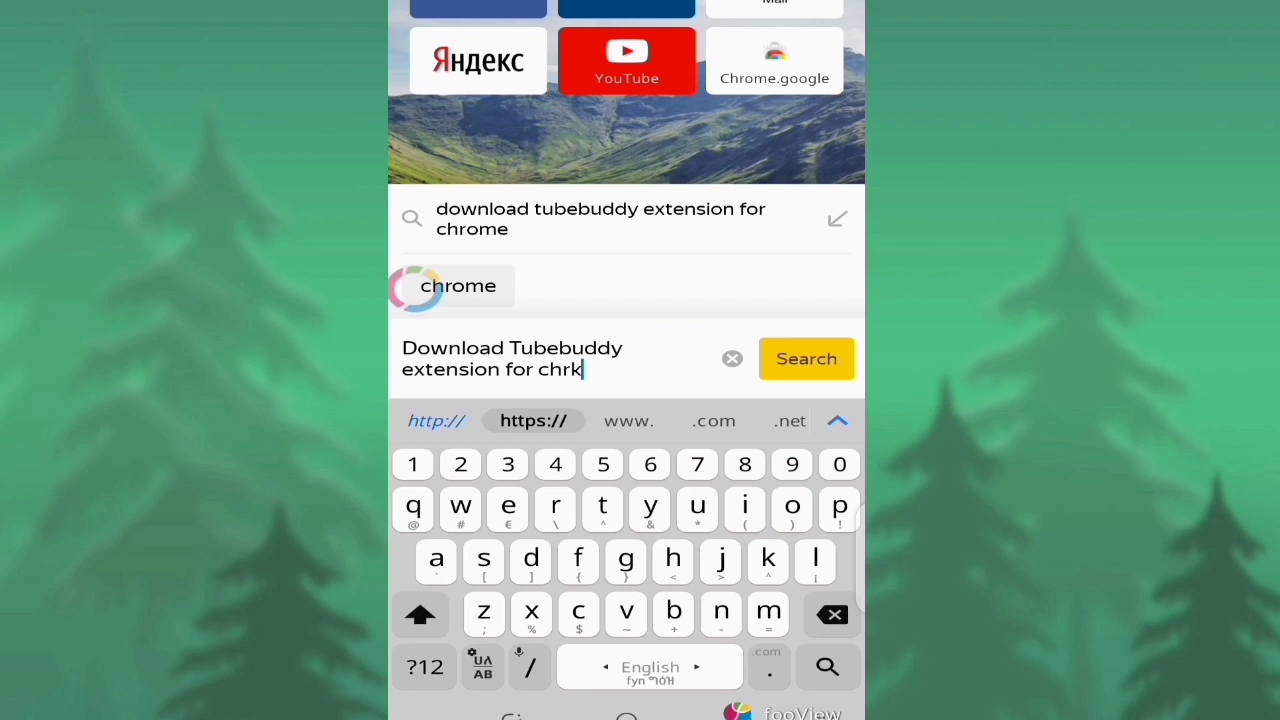 Mail
Яндекс
YouTube
Chrome.google
download tubebuddy extension for
chrome
chrome
Download Tubebuddy
extension for chrk
Search
http://
https://
www.
.com
.net
1 2 3 4 5 6 7 8 9 0
q w e r t y u i o p
@ # € \ ^ & * ( ) !
a s d f g h j k l
` [ ] { } < > ^ ¡
z x c v b n m
; % $ ~ + - =
?12
AB
/
English
.com
.
fooView